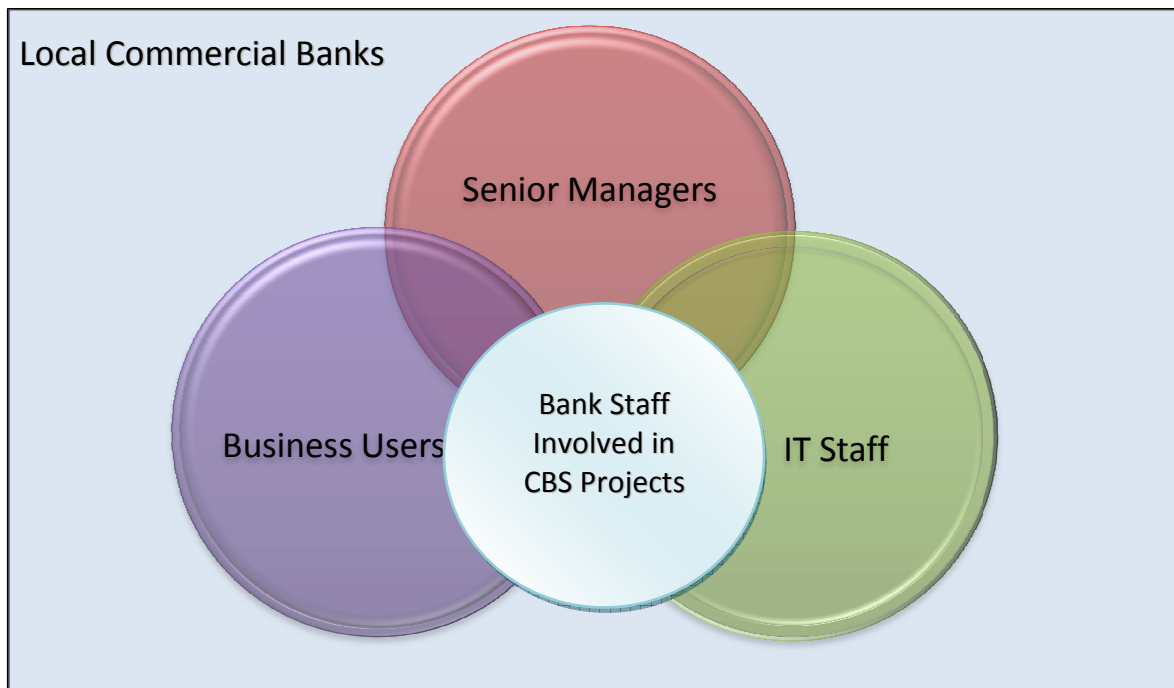 Local Commercial Banks
Senior Managers
Business Users
Bank Staff
Involved in
CBS Projects
IT Staff